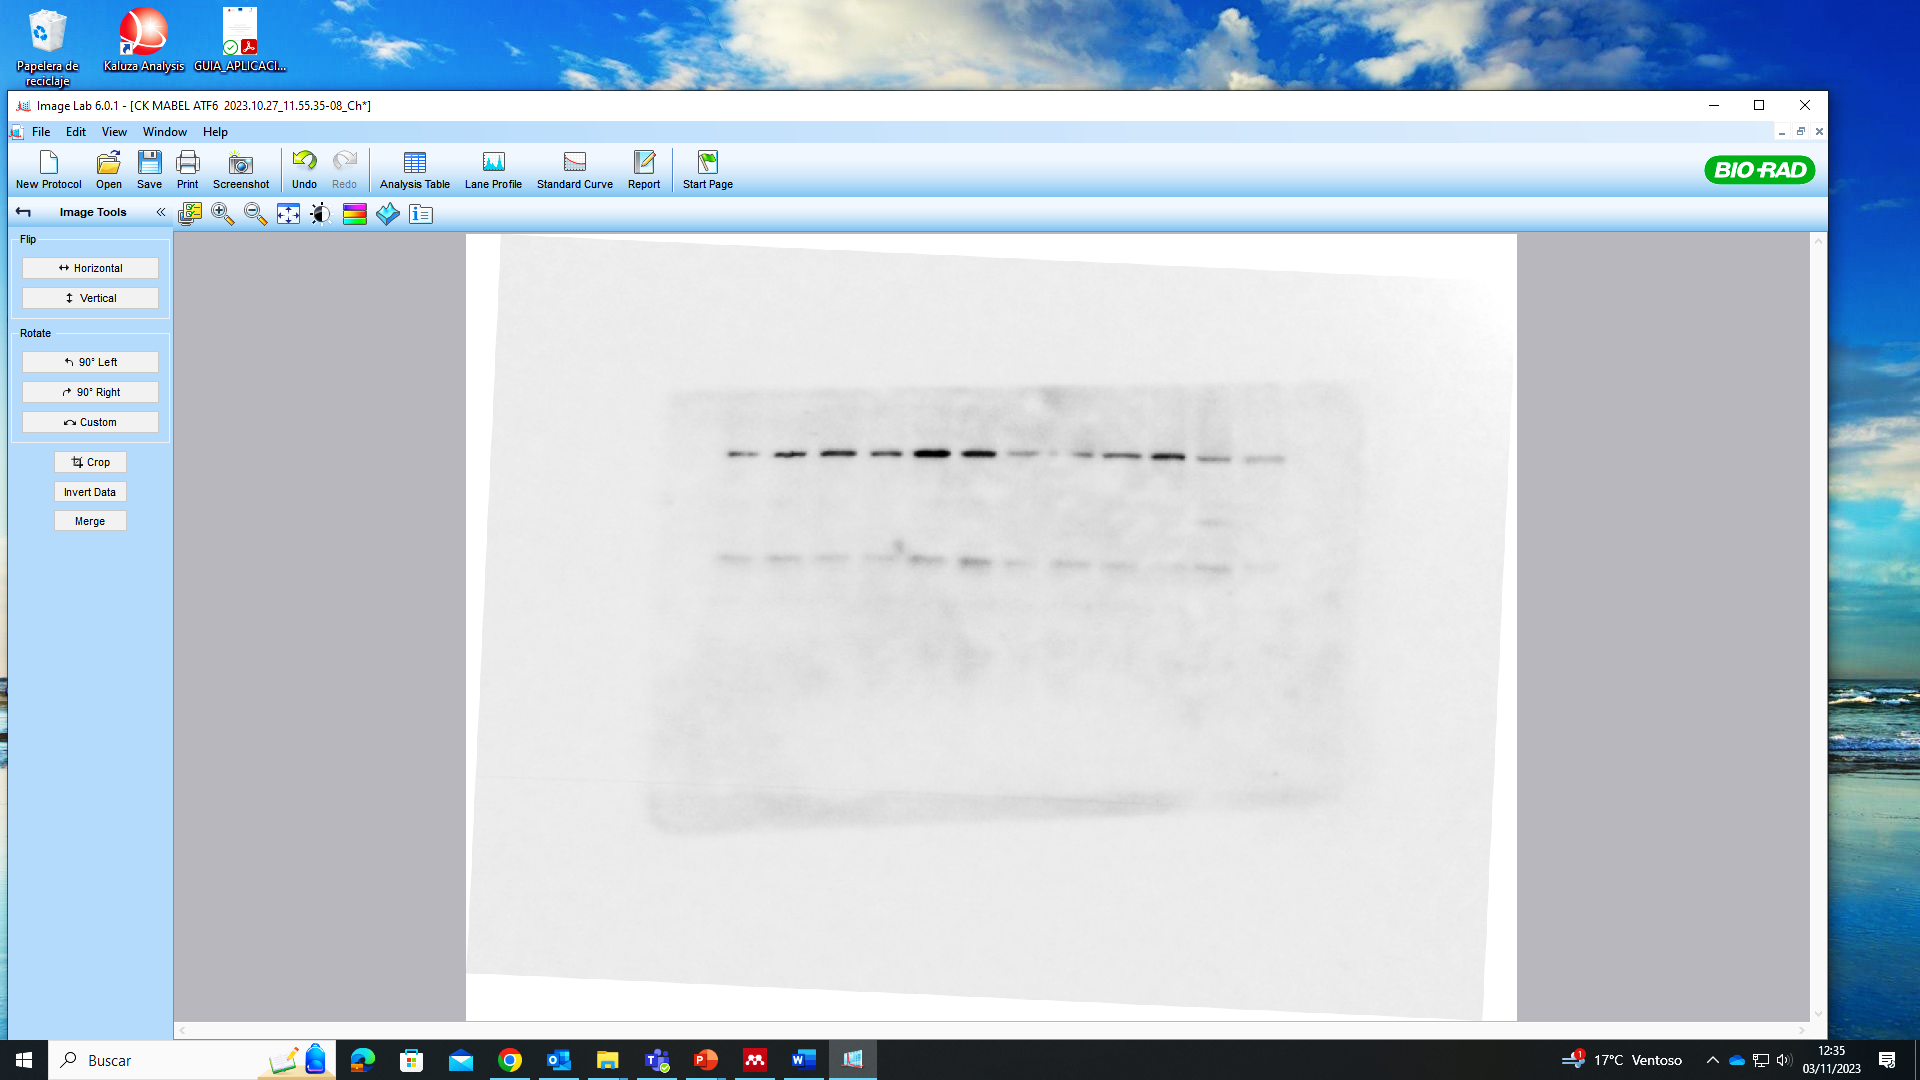 Papelera de
reciclaje
Kaluza Analysis
GUIA_APLICACI...
Image Lab 6.0.1 - [CK MABEL ATF6  2023.10.27_11.55.35-08_Ch*]
File Edit View Window Help
New Protocol Open Save Print Screenshot Undo Redo Analysis Table Lane Profile Standard Curve Report Start Page
BIO-RAD
Image Tools
Flip
Horizontal
Vertical
Rotate
90° Left
90° Right
Custom
Crop
Invert Data
Merge
Buscar
1
17°C Ventoso
12:35
03/11/2023